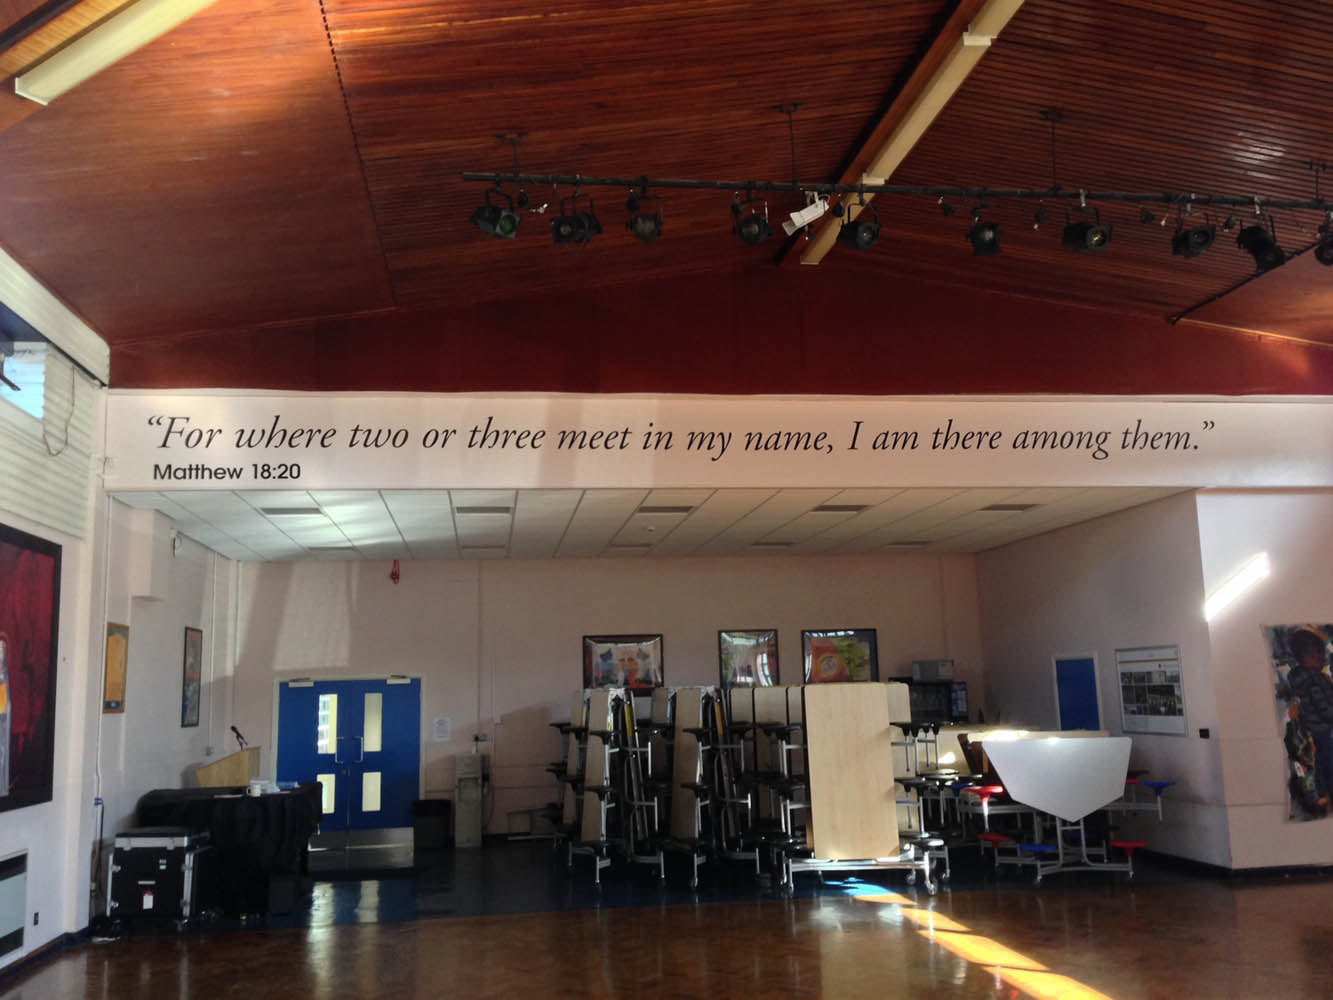 “For where two or three meet in my name, I am there among them.”
Matthew 18:20